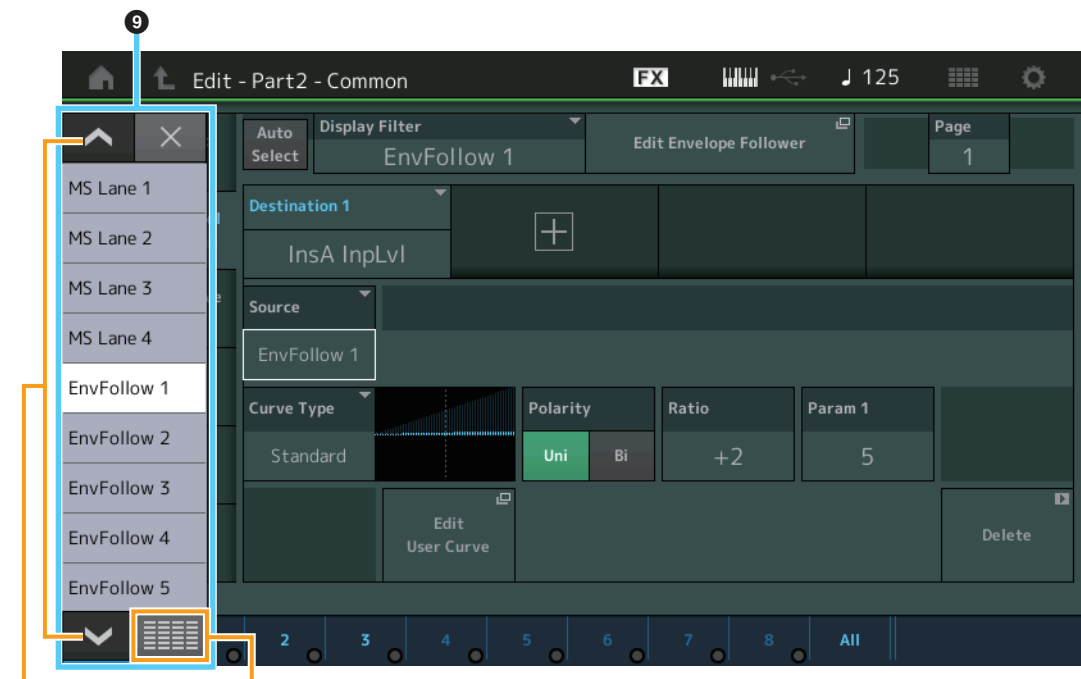 9
Edit - Part2 - Common
FX
♩ 125
Auto
Select
Display Filter
EnvFollow 1
Edit Envelope Follower
Page
1
MS Lane 1
MS Lane 2
MS Lane 3
MS Lane 4
EnvFollow 1
EnvFollow 2
EnvFollow 3
EnvFollow 4
EnvFollow 5
Destination 1
InsA InpLvl
Source
EnvFollow 1
Curve Type
Standard
Polarity
Uni Bi
Ratio
+2
Param 1
5
Edit
User Curve
Delete
2 3 4 5 6 7 8 All